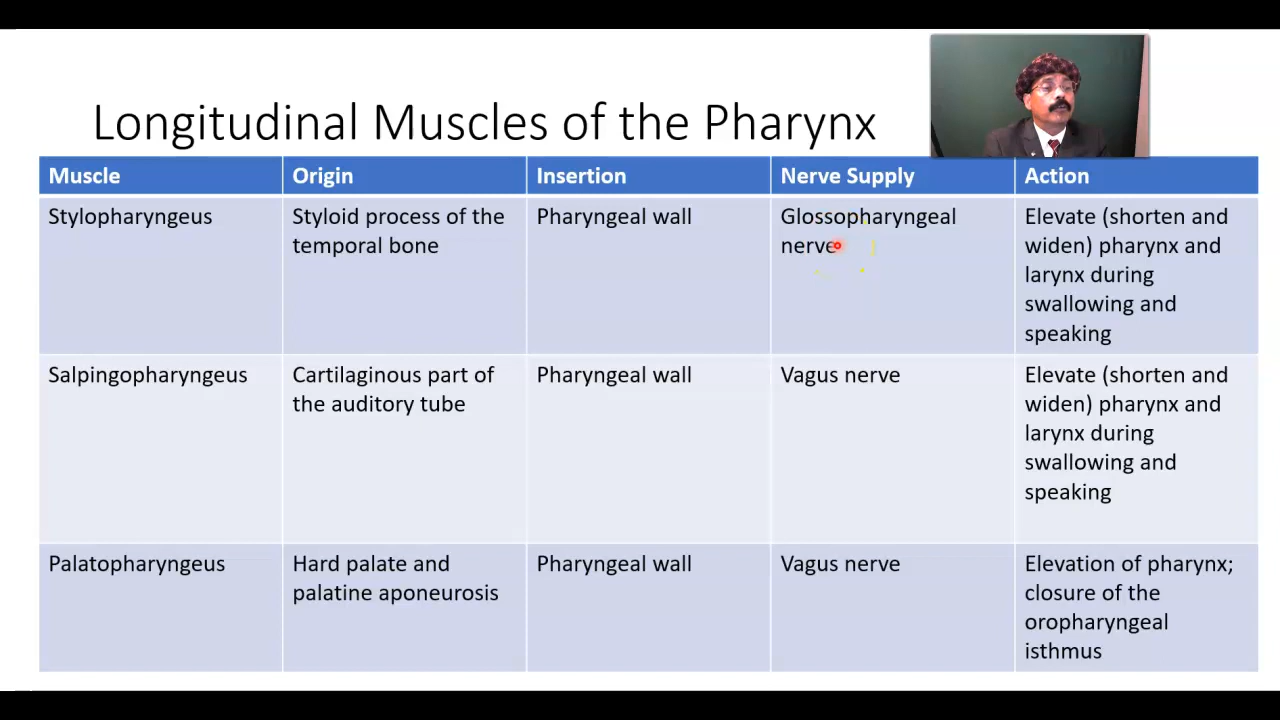 Longitudinal Muscles of the Pharynx
Muscle
Origin
Insertion
Nerve Supply
Action
Stylopharyngeus
Styloid process of the
temporal bone
Pharyngeal wall
Glossopharyngeal
nerve
Elevate (shorten and
widen) pharynx and
larynx during
swallowing and
speaking
Salpingopharyngeus
Cartilaginous part of
the auditory tube
Pharyngeal wall
Vagus nerve
Elevate (shorten and
widen) pharynx and
larynx during
swallowing and
speaking
Palatopharyngeus
Hard palate and
palatine aponeurosis
Pharyngeal wall
Vagus nerve
Elevation of pharynx;
closure of the
oropharyngeal
isthmus